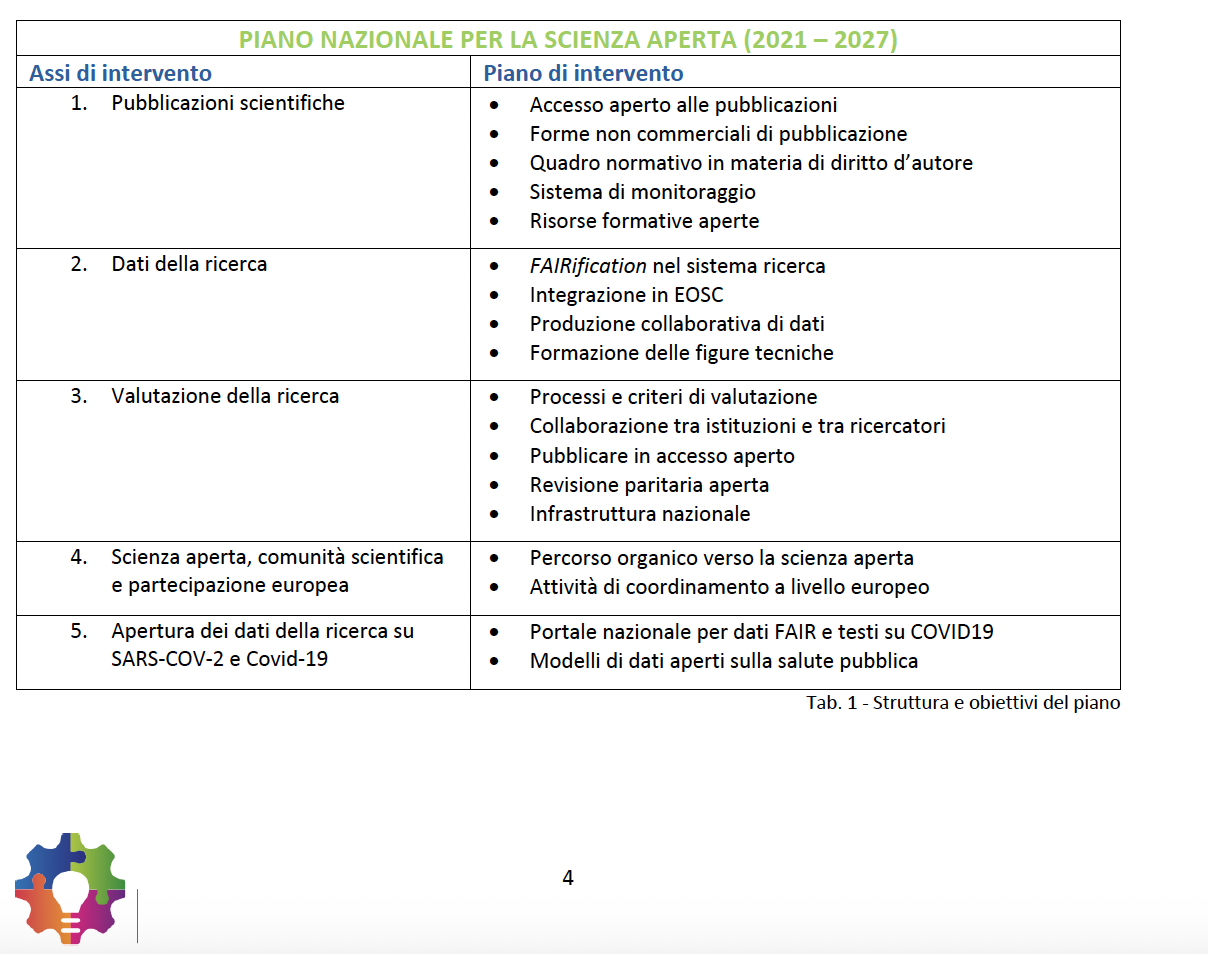 PIANO NAZIONALE PER LA SCIENZA APERTA (2021 – 2027)
Assi di intervento
Piano di intervento
1. Pubblicazioni scientifiche
• Accesso aperto alle pubblicazioni
• Forme non commerciali di pubblicazione
• Quadro normativo in materia di diritto d’autore
• Sistema di monitoraggio
• Risorse formative aperte
2. Dati della ricerca
• FAIRification nel sistema ricerca
• Integrazione in EOSC
• Produzione collaborativa di dati
• Formazione delle figure tecniche
3. Valutazione della ricerca
• Processi e criteri di valutazione
• Collaborazione tra istituzioni e tra ricercatori
• Pubblicare in accesso aperto
• Revisione paritaria aperta
• Infrastruttura nazionale
4. Scienza aperta, comunità scientifica
e partecipazione europea
• Percorso organico verso la scienza aperta
• Attività di coordinamento a livello europeo
5. Apertura dei dati della ricerca su
SARS-COV-2 e Covid-19
• Portale nazionale per dati FAIR e testi su COVID19
• Modelli di dati aperti sulla salute pubblica
Tab. 1 - Struttura e obiettivi del piano
4